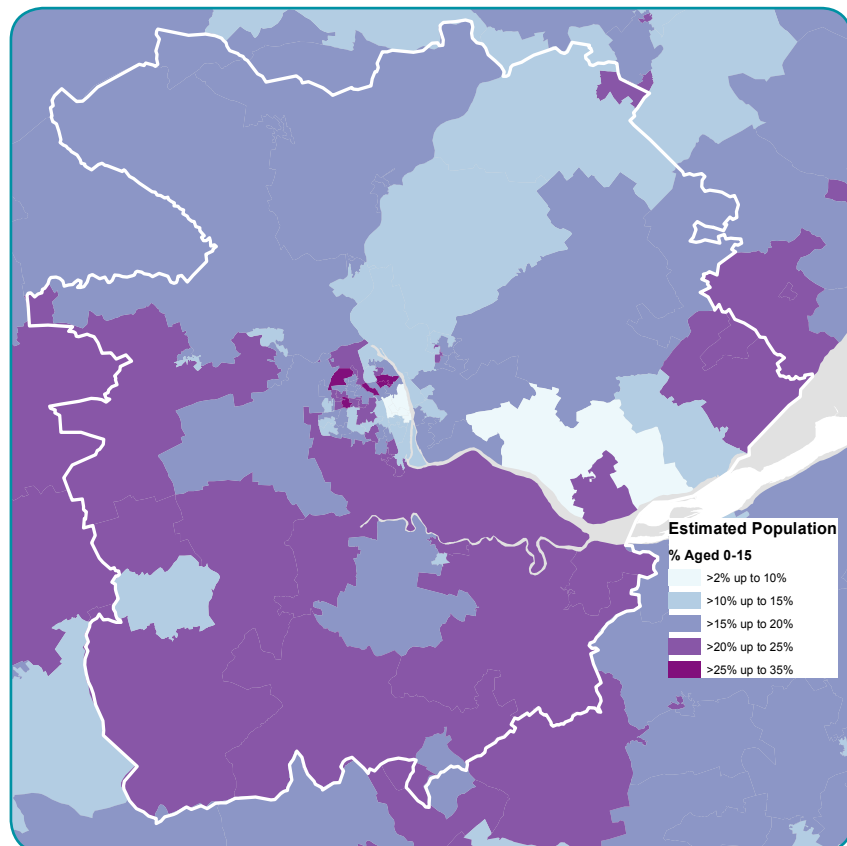 Estimated Population
% Aged 0-15
>2% up to 10%
>10% up to 15%
>15% up to 20%
>20% up to 25%
>25% up to 35%